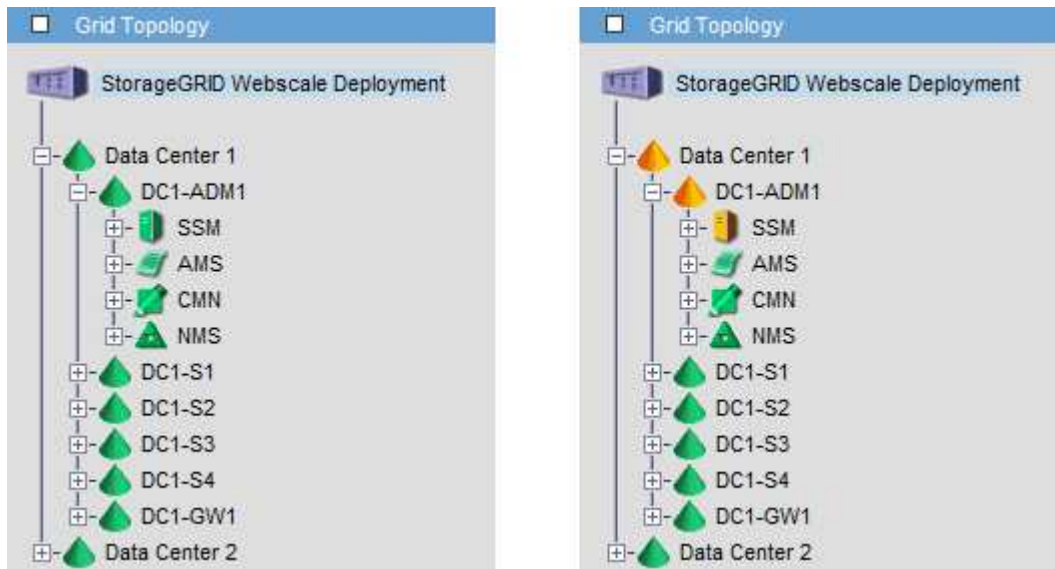 Grid Topology
StorageGRID Webscale Deployment
Data Center 1
DC1-ADM1
SSM
AMS
CMN
NMS
DC1-S1
DC1-S2
DC1-S3
DC1-S4
DC1-GW1
Data Center 2
Grid Topology
StorageGRID Webscale Deployment
Data Center 1
DC1-ADM1
SSM
AMS
CMN
NMS
DC1-S1
DC1-S2
DC1-S3
DC1-S4
DC1-GW1
Data Center 2